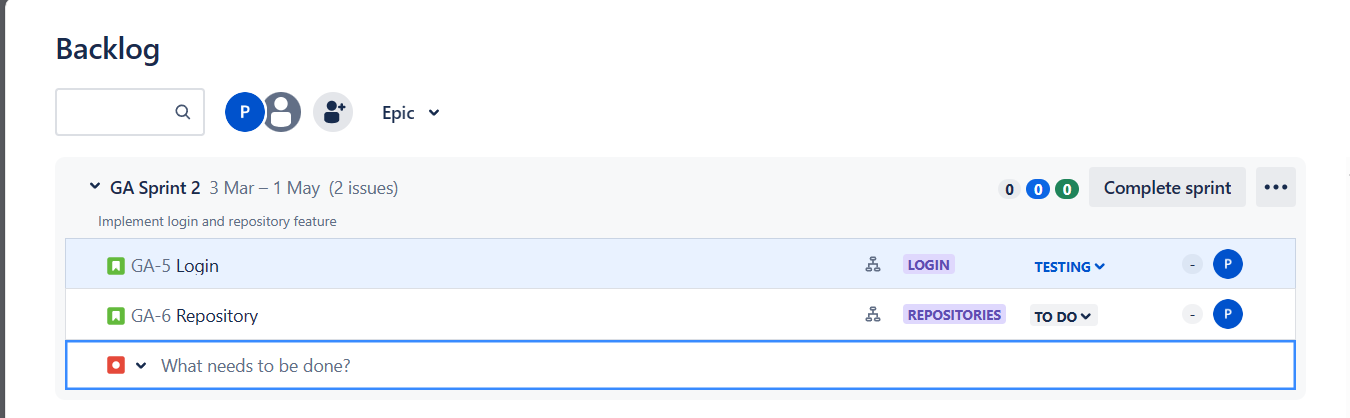 Backlog
P
Epic
GA Sprint 2 3 Mar – 1 May (2 issues) 0 0 0 Complete sprint
Implement login and repository feature
GA-5 Login LOGIN TESTING - P
GA-6 Repository REPOSITORIES TO DO - P
What needs to be done?